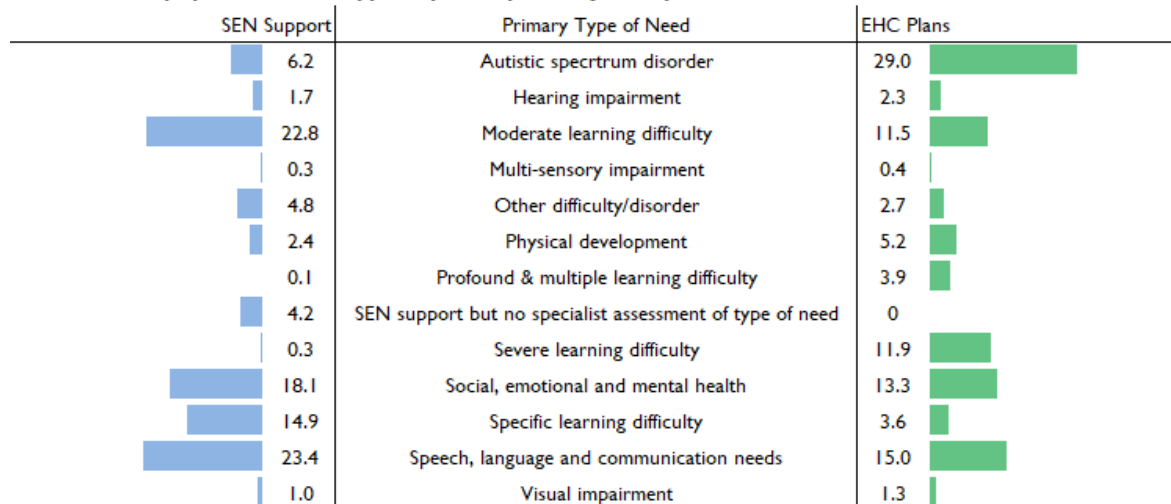 SEN Support Primary Type of Need EHC Plans
6.2 Autistic specrtrum disorder 29.0
1.7 Hearing impairment 2.3
22.8 Moderate learning difficulty 11.5
0.3 Multi-sensory impairment 0.4
4.8 Other difficulty/disorder 2.7
2.4 Physical development 5.2
0.1 Profound & multiple learning difficulty 3.9
4.2 SEN support but no specialist assessment of type of need 0
0.3 Severe learning difficulty 11.9
18.1 Social, emotional and mental health 13.3
14.9 Specific learning difficulty 3.6
23.4 Speech, language and communication needs 15.0
1.0 Visual impairment 1.3